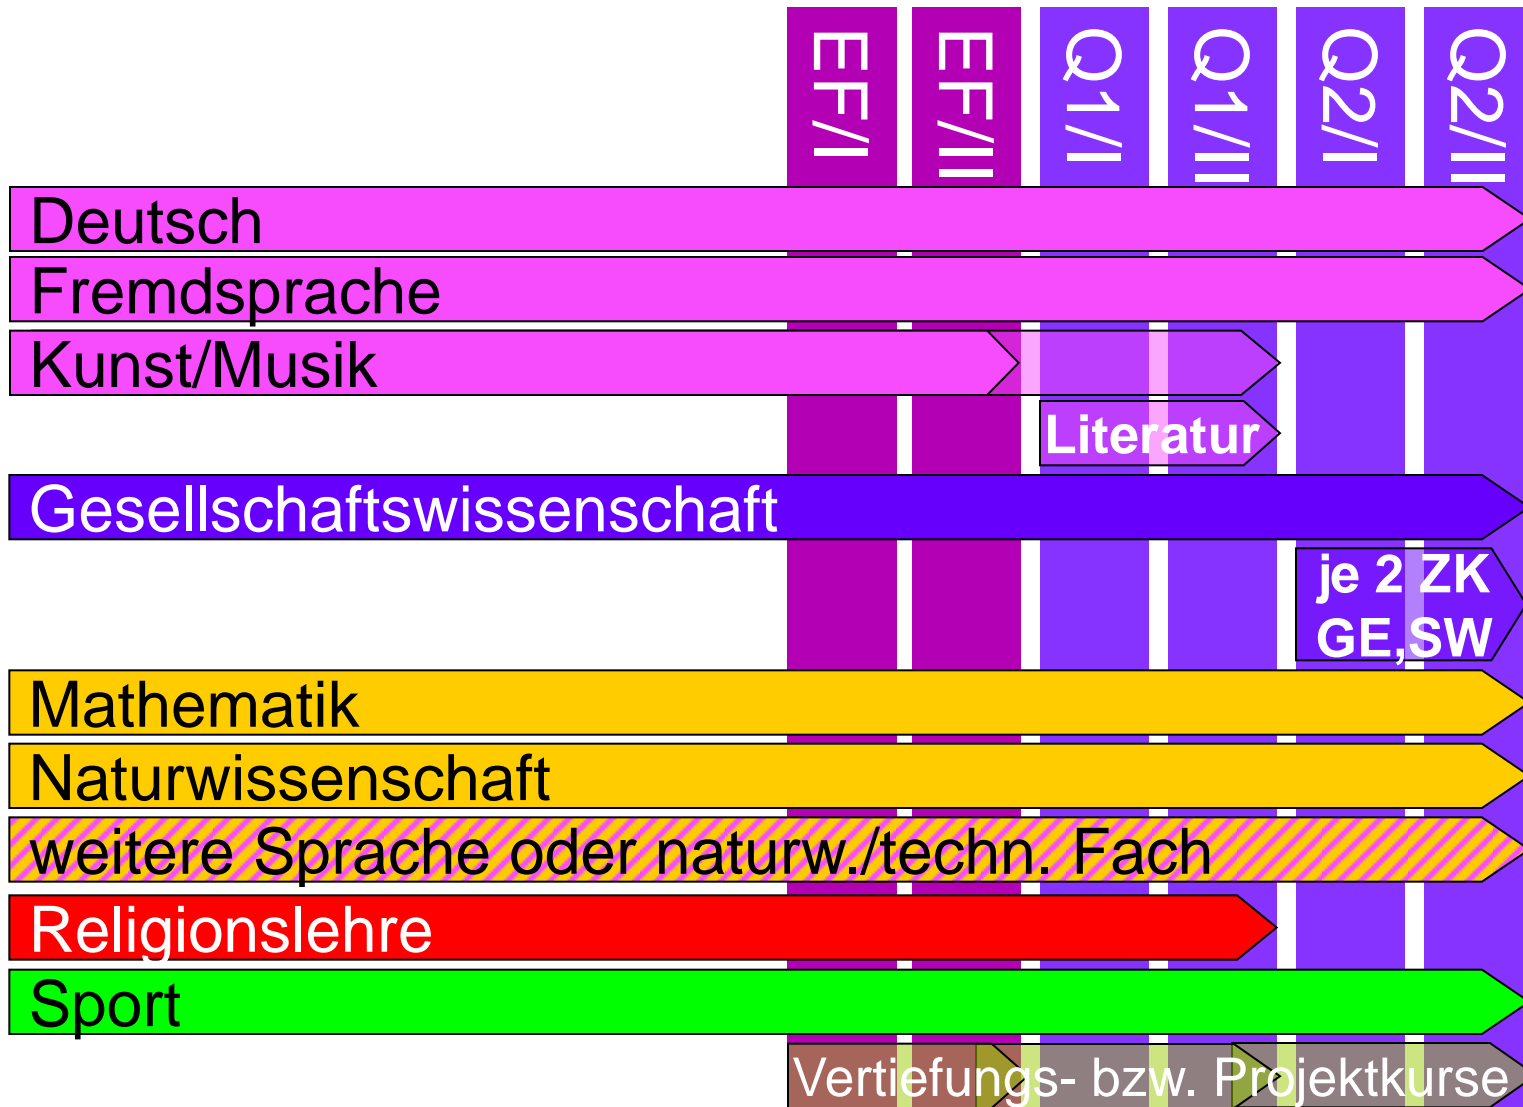 EF/I
EF/II
Q1/I
Q1/II
Q2/I
Q2/II
Deutsch
Fremdsprache
Kunst/Musik
Literatur
Gesellschaftswissenschaft
je 2 ZK
GE,SW
Mathematik
Naturwissenschaft
weitere Sprache oder naturw./techn. Fach
Religionslehre
Sport
Vertiefungs- bzw. Projektkurse